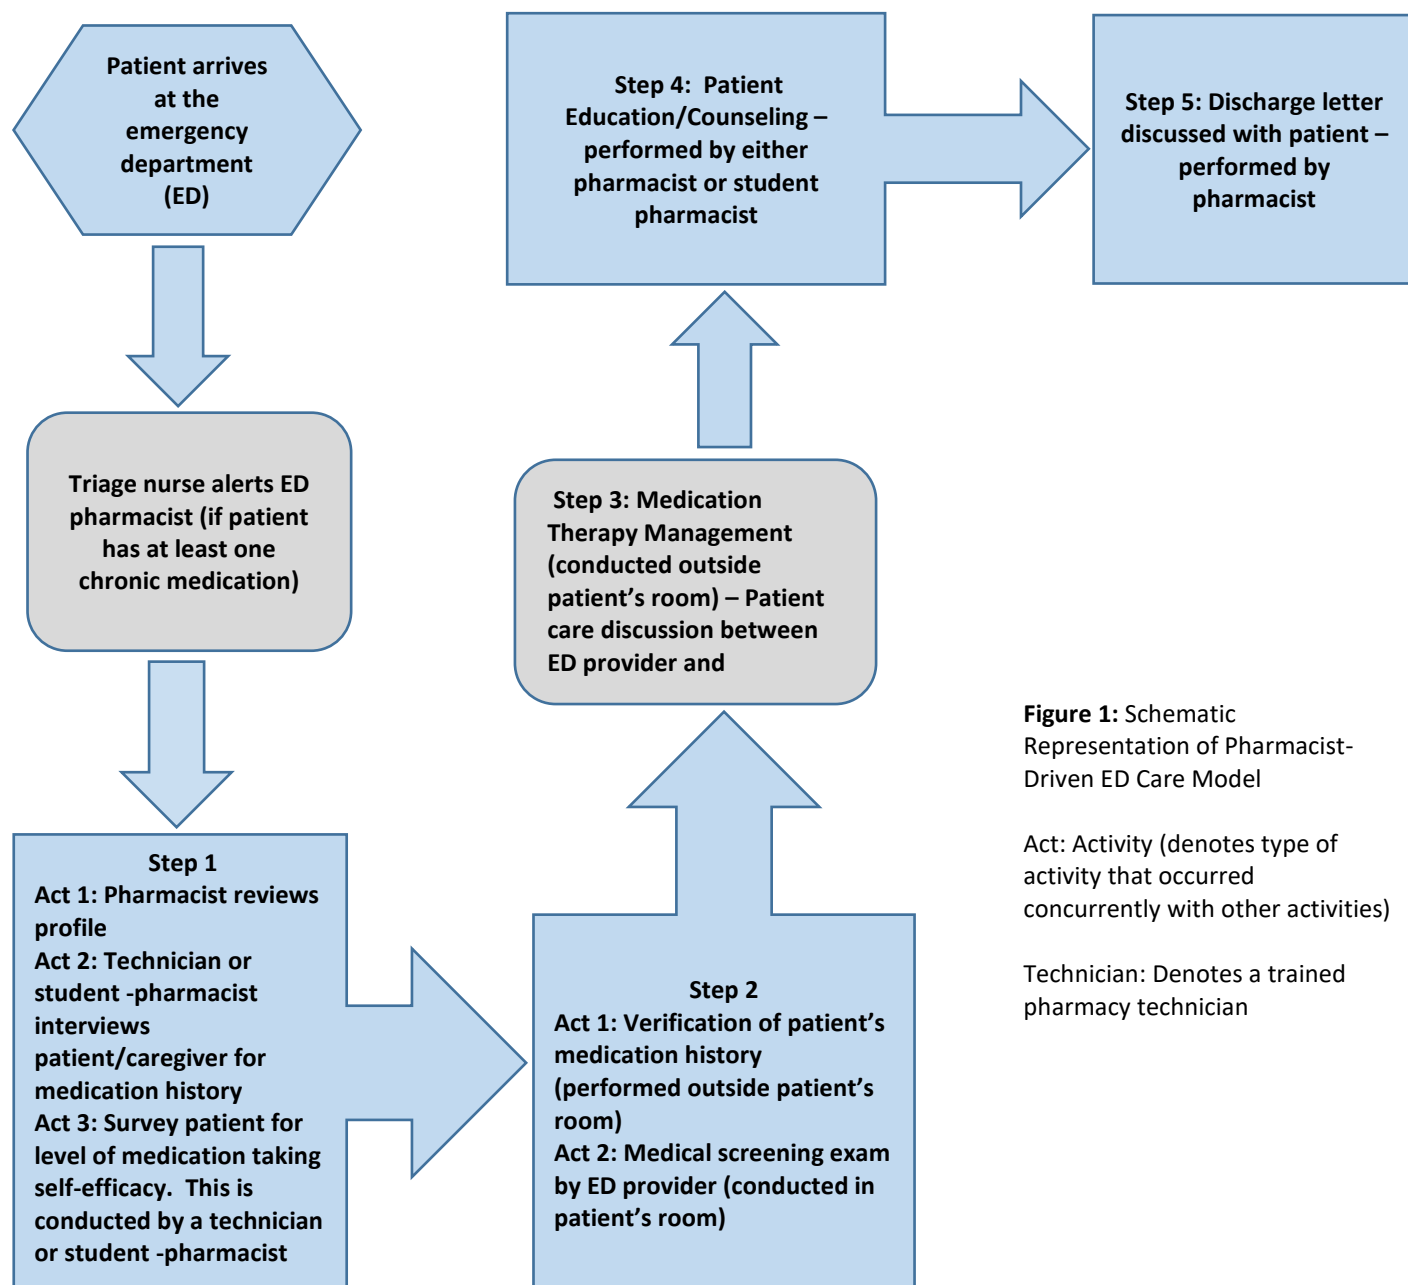 Patient arrives
at the
emergency
department
(ED)
Triage nurse alerts ED
pharmacist (if patient
has at least one
chronic medication)
Step 1
Act 1: Pharmacist reviews
profile
Act 2: Technician or
student -pharmacist
interviews
patient/caregiver for
medication history
Act 3: Survey patient for
level of medication taking
self-efficacy.  This is
conducted by a technician
or student -pharmacist
Step 2
Act 1: Verification of patient’s
medication history
(performed outside patient’s
room)
Act 2: Medical screening exam
by ED provider (conducted in
patient’s room)
Step 3: Medication
Therapy Management
(conducted outside
patient’s room) – Patient
care discussion between
ED provider and
Step 4:  Patient
Education/Counseling –
performed by either
pharmacist or student
pharmacist
Step 5: Discharge letter
discussed with patient –
performed by
pharmacist
Figure 1: Schematic
Representation of Pharmacist-
Driven ED Care Model
Act: Activity (denotes type of
activity that occurred
concurrently with other activities)
Technician: Denotes a trained
pharmacy technician